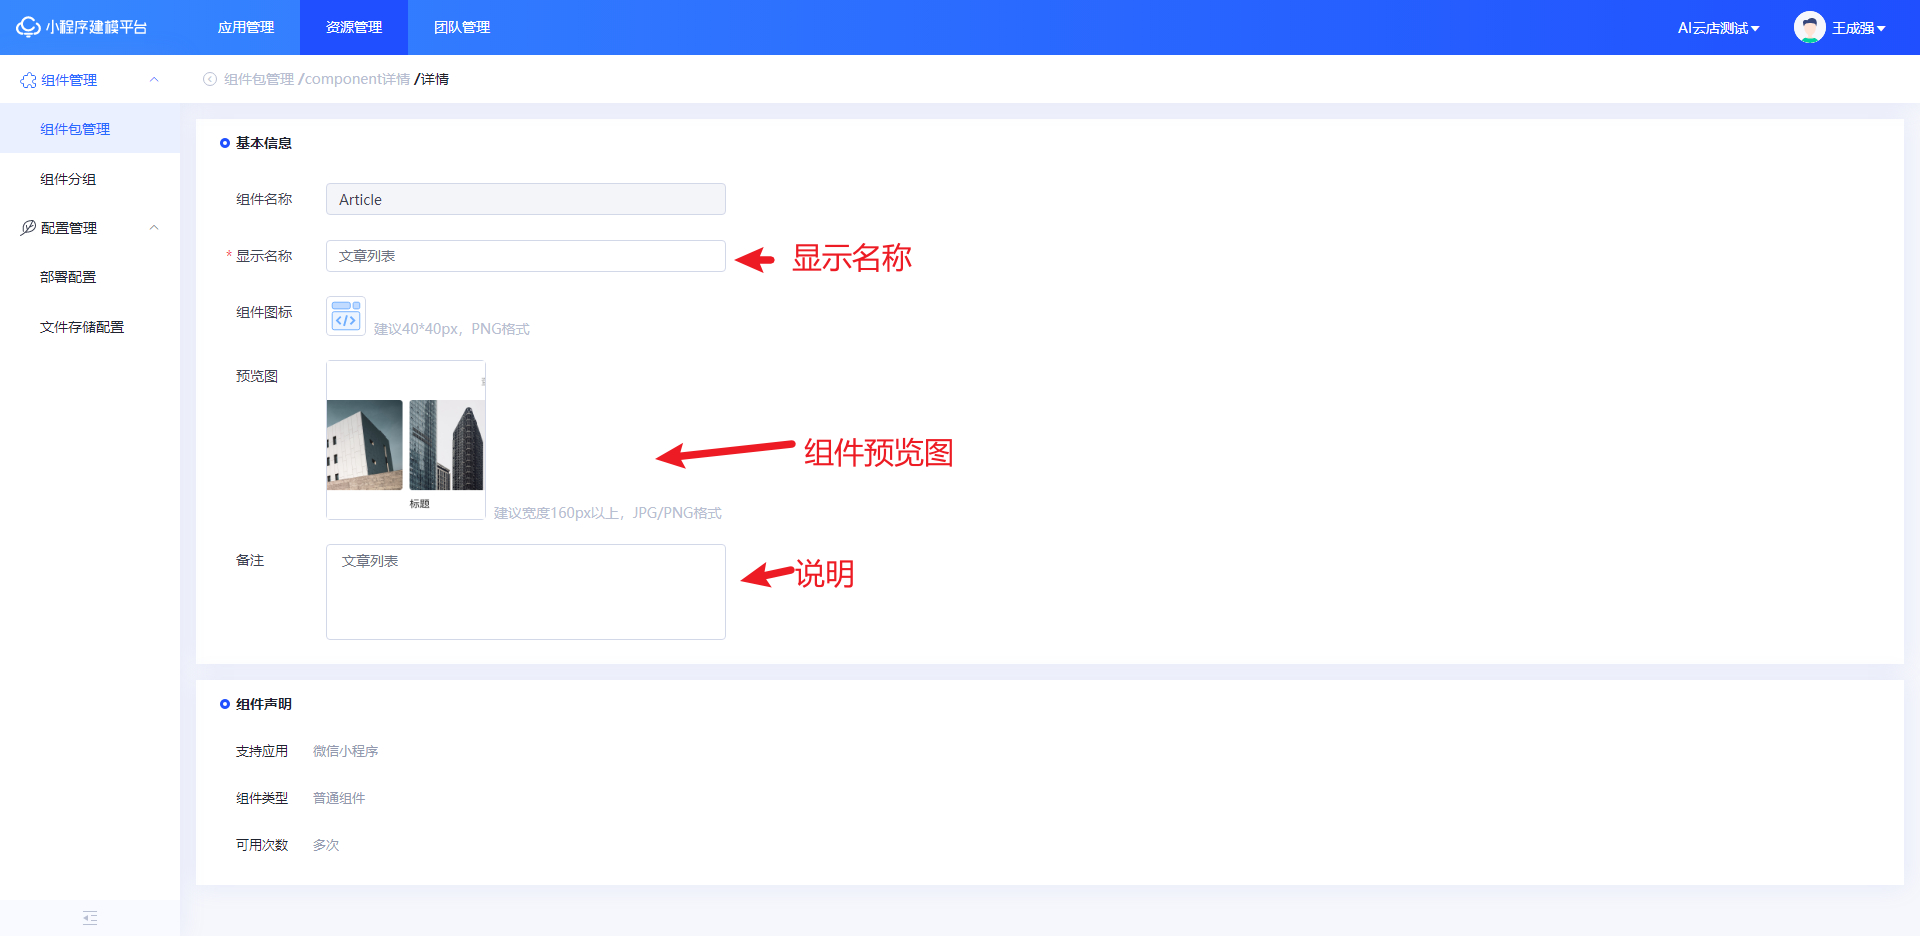 小程序建模平台
应用管理
资源管理
团队管理
AI云店测试
王成强
组件管理
组件包管理
组件分组
配置管理
部署配置
文件存储配置
组件包管理 /component详情 /详情
基本信息
组件名称
Article
* 显示名称
文章列表
显示名称
组件图标
建议40*40px，PNG格式
预览图
标题
建议宽度160px以上，JPG/PNG格式
组件预览图
备注
文章列表
说明
组件声明
支持应用 微信小程序
组件类型 普通组件
可用次数 多次